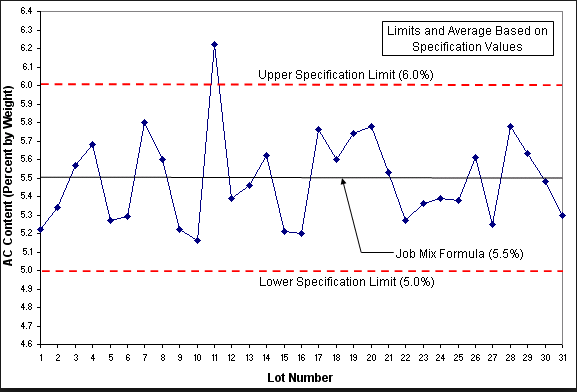 6.4
6.3
6.2
6.1
6.0
5.9
5.8
5.7
5.6
5.5
5.4
5.3
5.2
5.1
5.0
4.9
4.8
4.7
4.6
AC Content (Percent by Weight)
Limits and Average Based on
Specification Values
Upper Specification Limit (6.0%)
Job Mix Formula (5.5%)
Lower Specification Limit (5.0%)
1 2 3 4 5 6 7 8 9 10 11 12 13 14 15 16 17 18 19 20 21 22 23 24 25 26 27 28 29 30 31
Lot Number